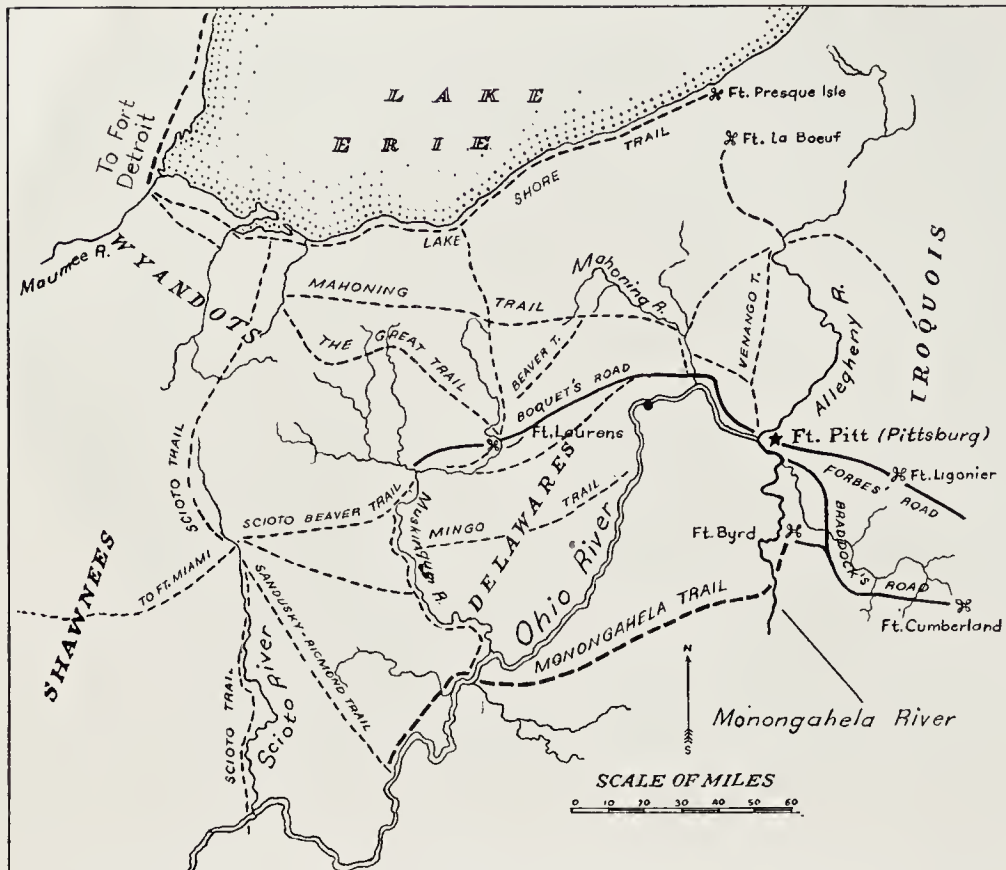 LAKE
ERIE
Ft. Presque Isle
Ft. la Boeuf
To Fort
Detroit
LAKE SHORE TRAIL
Maumee R.
WYANDOTS
MAHONING TRAIL
Mahoning R.
VENANGO T.
Allegheny R.
IROQUOIS
THE GREAT TRAIL
BEAVER T.
BOQUET'S ROAD
Ft. Laurens
Ft. Pitt (Pittsburg)
Ft. Ligonier
FORBES' ROAD
SCIOTO TRAIL
SCIOTO BEAVER TRAIL
Muskingum R.
MINGO TRAIL
DELAWARES
Ohio River
Ft. Byrd
BRADDOCK'S ROAD
Ft. Cumberland
SHAWNEES
TO FT. MIAMI
SANDUSKY-RICMOND TRAIL
MONONGAHELA TRAIL
Scioto River
SCIOTO TRAIL
N
S
Monongahela River
SCALE OF MILES
0 10 20 30 40 50 60